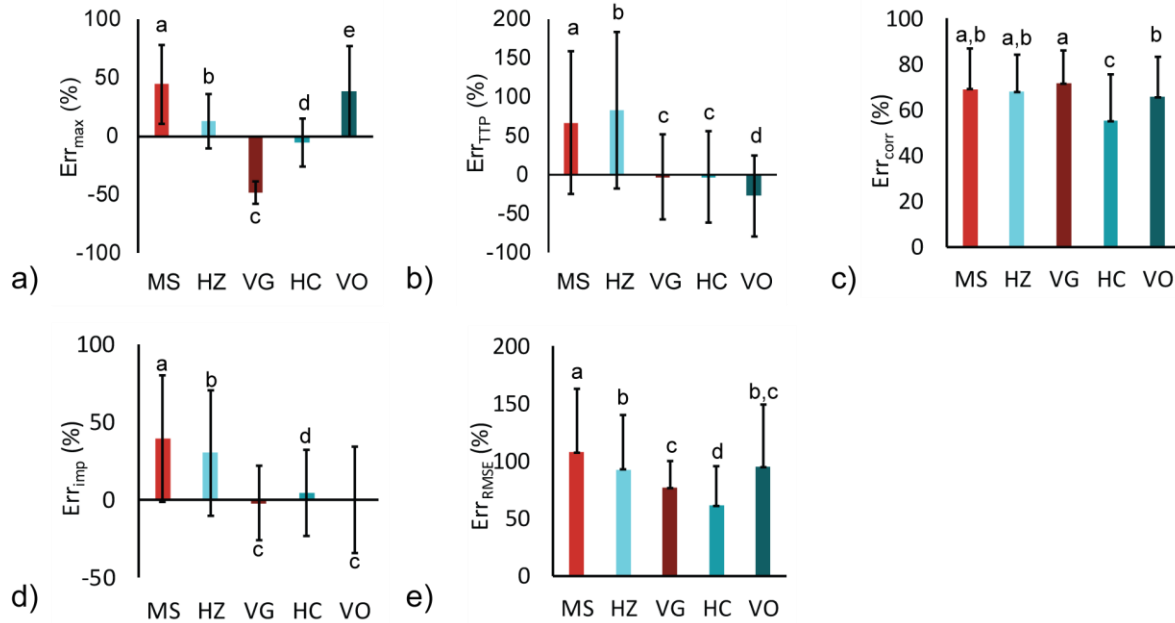 a)
Err_max (%)
100
50
0
-50
-100
a
b
c
d
e
MS HZ VG HC VO
b)
Err_TTP (%)
200
150
100
50
0
-50
-100
a
b
c
c
d
MS HZ VG HC VO
c)
Err_corr (%)
100
80
60
40
20
0
a,b
a,b
a
c
b
MS HZ VG HC VO
d)
Err_imp (%)
100
50
0
-50
a
b
c
d
c
MS HZ VG HC VO
e)
Err_RMSE (%)
200
150
100
50
0
a
b
c
d
b,c
MS HZ VG HC VO